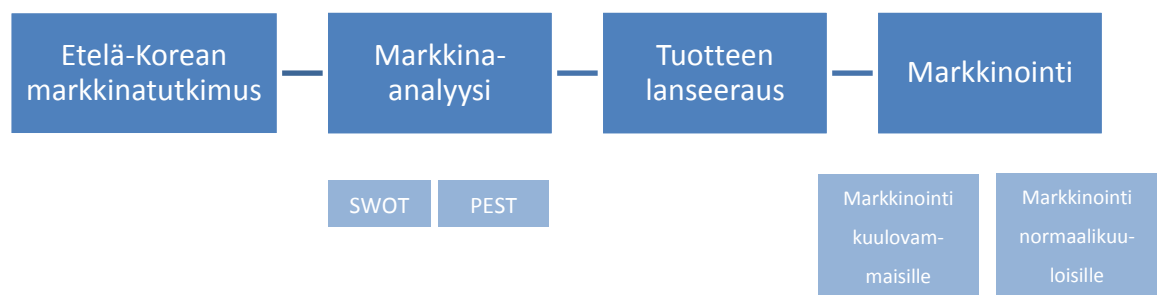 Etelä-Korean
markkinatutkimus
Markkina-
analyysi
Tuotteen
lanseeraus
Markkinointi
SWOT
PEST
Markkinointi
kuulovam-
maisille
Markkinointi
normaalikuu-
loisille